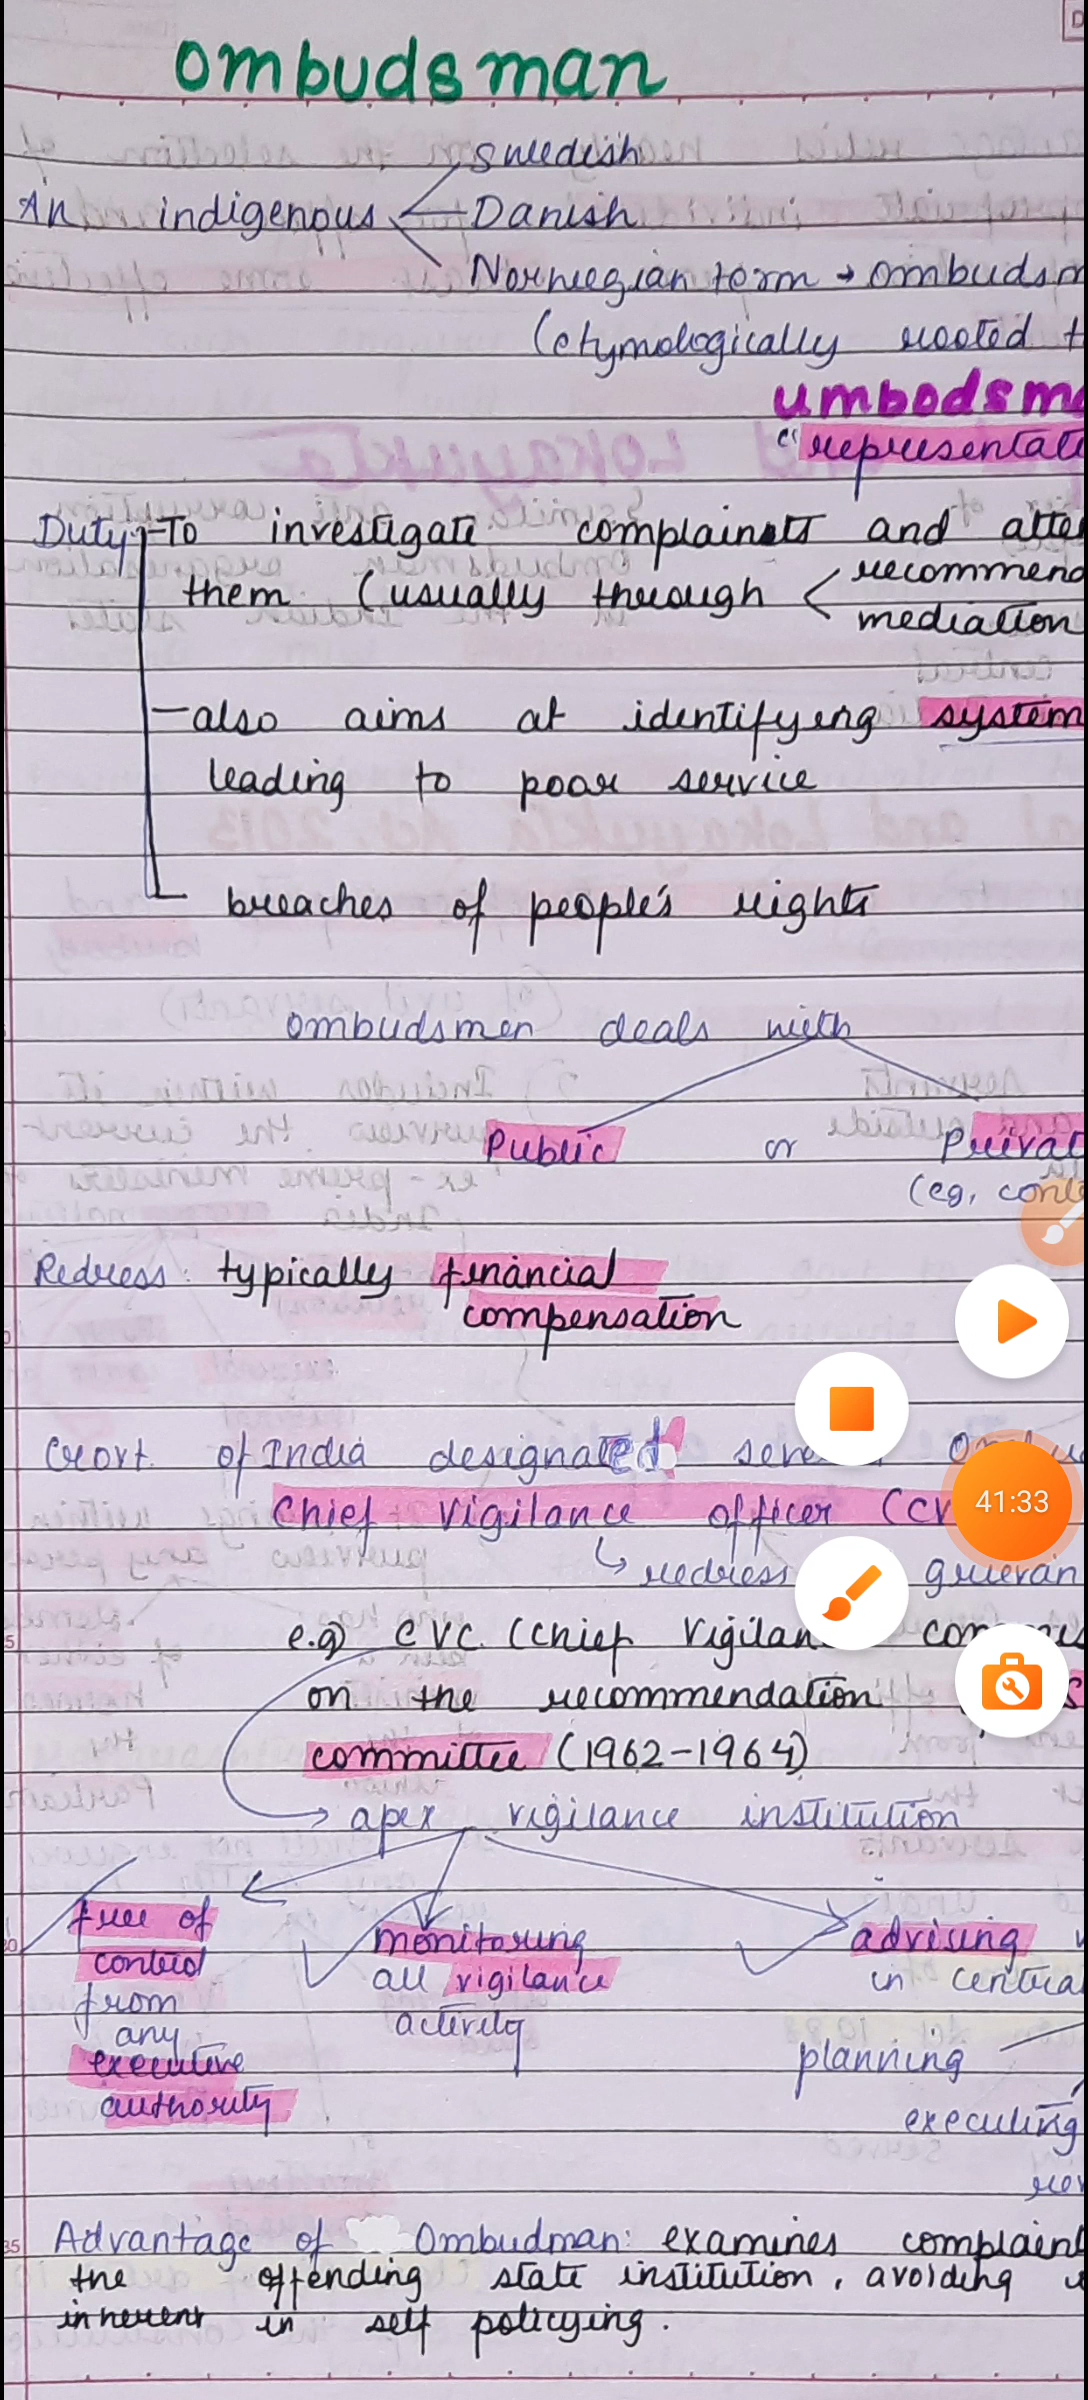 ombudsman
Swedish
An indigenous Danish
Norwegian term → ombudsm
(etymologically rooted t
umbodsma
"representati
Duty - To investigate complainets and atte
them (usually through recommend
mediation
- also aims at identifying system
leading to poor service
breaches of people's rights
ombudsmen deals with
Public or Privat
(eg, cont
Redress: typically financial
compensation
Govt. of India designated
Chief Vigilance officer (CV
41:33
↳ redress grievan
e.g) CVC (chief Vigilan
on the recommendation
committee (1962-1964)
→ apex vigilance institution
free of
control
from
any
executive
authority
monitoring
all vigilance
activity
advising
in centra
planning
executing
rev
Advantage of Ombudman: examines complaint
the offending state institution, avoiding
inherent in self policying.